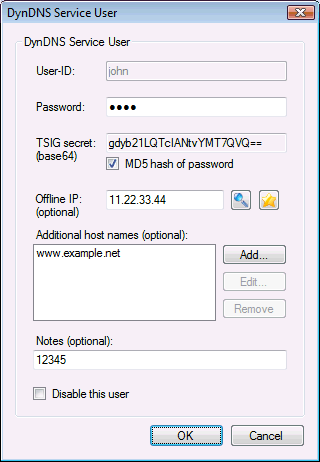 DynDNS Service User
DynDNS Service User
User-ID: john
Password: ●●●●
TSIG secret: gdyb21LQTcIANtvYMT7QVQ==
(base64)
MD5 hash of password
Offline IP: 11.22.33.44
(optional)
Additional host names (optional):
www.example.net
Add...
Edit...
Remove
Notes (optional):
12345
Disable this user
OK Cancel